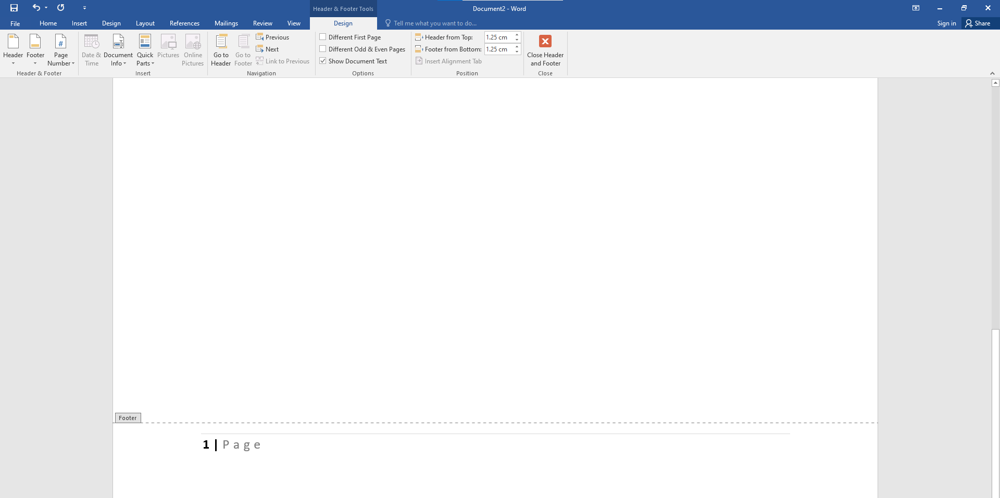 Header & Footer Tools
Document2 - Word
File Home Insert Design Layout References Mailings Review View Design Tell me what you want to do... Sign in Share
Header
Footer
Page
Number
Header & Footer
Date &
Time
Document
Info
Quick
Parts
Pictures
Online
Pictures
Insert
Go to
Header
Go to
Footer
Previous
Next
Link to Previous
Navigation
Different First Page
Different Odd & Even Pages
Show Document Text
Options
Header from Top: 1.25 cm
Footer from Bottom: 1.25 cm
Insert Alignment Tab
Position
Close Header
and Footer
Close
Footer
1 | Page